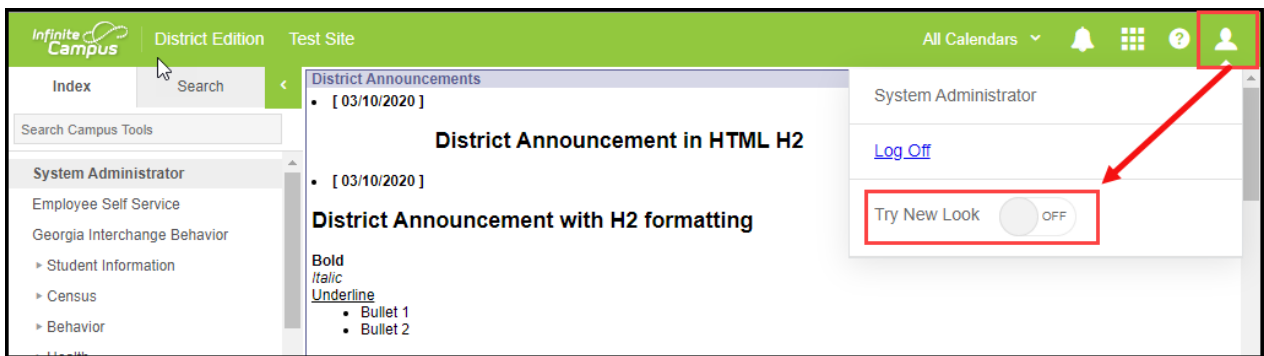 Infinite Campus District Edition Test Site All Calendars ?
Index Search
Search Campus Tools
System Administrator
Employee Self Service
Georgia Interchange Behavior
Student Information
Census
Behavior
Health
District Announcements
• [ 03/10/2020 ]
District Announcement in HTML H2
• [ 03/10/2020 ]
District Announcement with H2 formatting
Bold
Italic
Underline
• Bullet 1
• Bullet 2
System Administrator
Log Off
Try New Look OFF